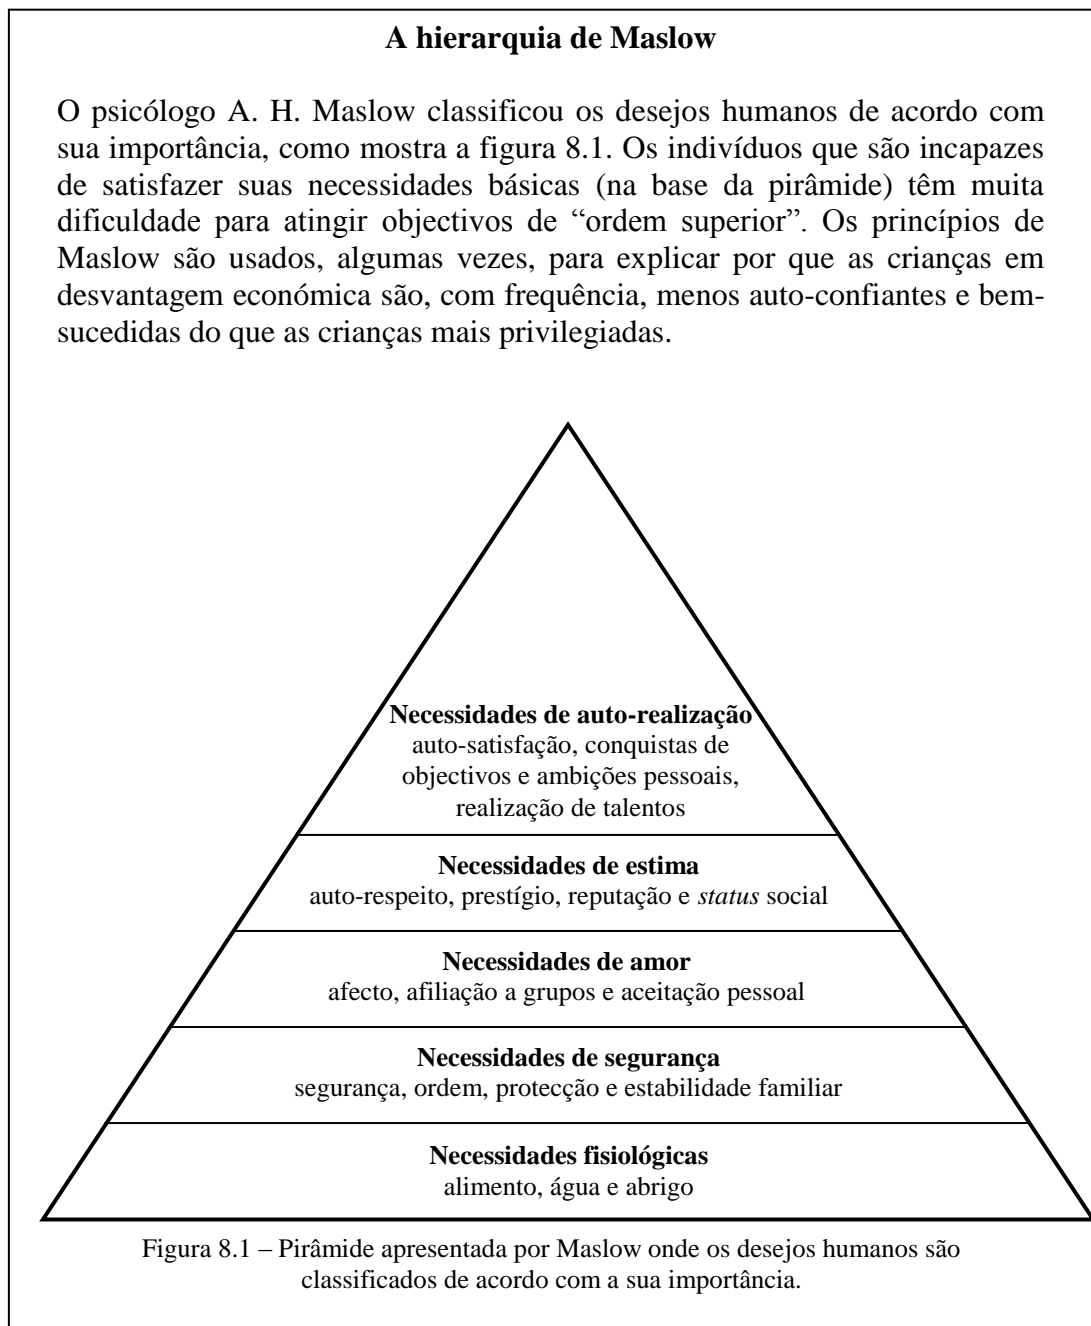 A hierarquia de Maslow
O psicólogo A. H. Maslow classificou os desejos humanos de acordo com
sua importância, como mostra a figura 8.1. Os indivíduos que são incapazes
de satisfazer suas necessidades básicas (na base da pirâmide) têm muita
dificuldade para atingir objectivos de “ordem superior”. Os princípios de
Maslow são usados, algumas vezes, para explicar por que as crianças em
desvantagem económica são, com frequência, menos auto-confiantes e bem-
sucedidas do que as crianças mais privilegiadas.
Necessidades de auto-realização
auto-satisfação, conquistas de
objectivos e ambições pessoais,
realização de talentos
Necessidades de estima
auto-respeito, prestígio, reputação e status social
Necessidades de amor
afecto, afiliação a grupos e aceitação pessoal
Necessidades de segurança
segurança, ordem, protecção e estabilidade familiar
Necessidades fisiológicas
alimento, água e abrigo
Figura 8.1 – Pirâmide apresentada por Maslow onde os desejos humanos são
classificados de acordo com a sua importância.